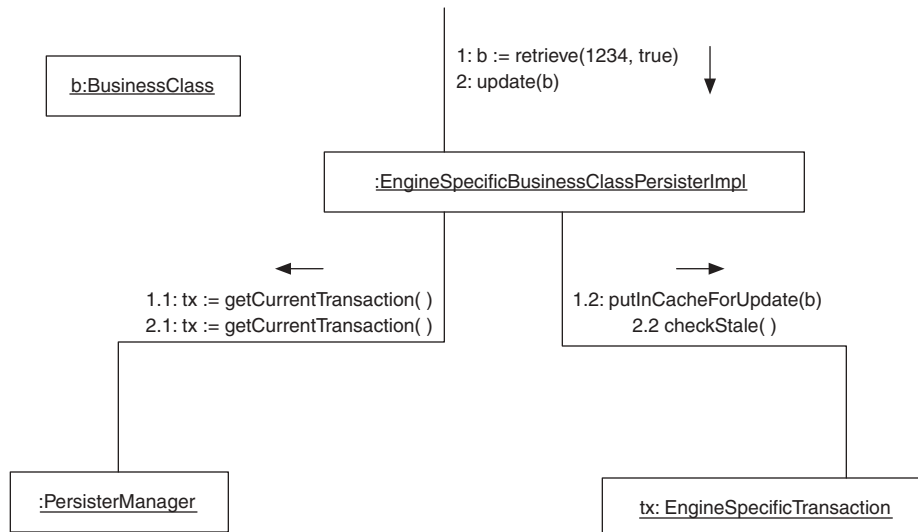 1: b := retrieve(1234, true)
2: update(b)
b:BusinessClass
:EngineSpecificBusinessClassPersisterImpl
1.1: tx := getCurrentTransaction( )
2.1: tx := getCurrentTransaction( )
1.2: putInCacheForUpdate(b)
2.2 checkStale( )
:PersisterManager
tx: EngineSpecificTransaction